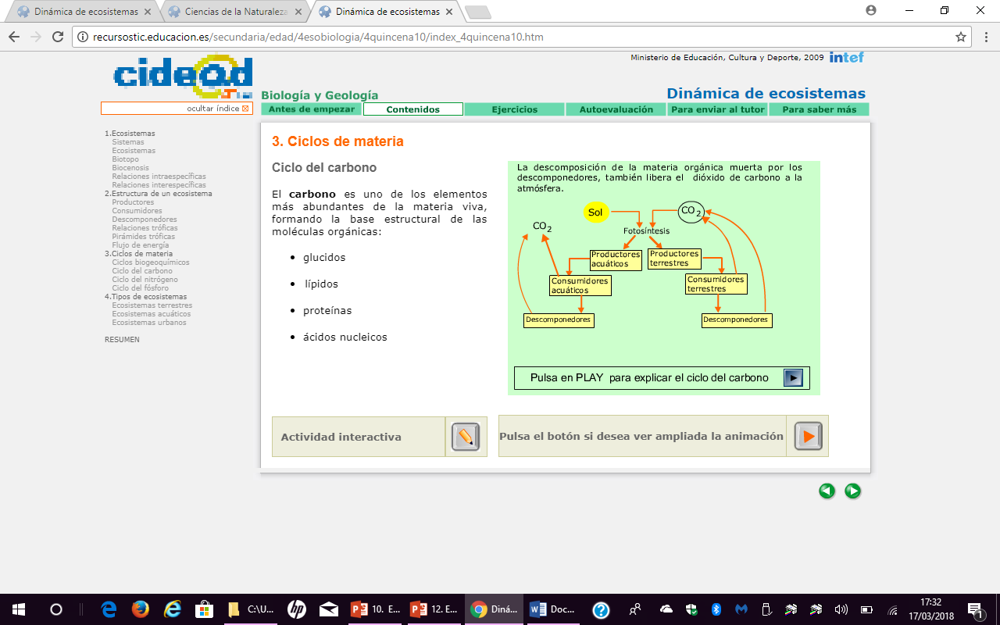 Dinámica de ecosistemas
Ciencias de la Naturaleza
Dinámica de ecosistemas
recursostic.educacion.es/secundaria/edad/4esobiologia/4quincena10/index_4quincena10.htm
cidead
Ministerio de Educación, Cultura y Deporte, 2009 intef
Biología y Geología
Dinámica de ecosistemas
ocultar índice
Antes de empezar
Contenidos
Ejercicios
Autoevaluación
Para enviar al tutor
Para saber más
1.Ecosistemas
Sistemas
Ecosistemas
Biotopo
Biocenosis
Relaciones intraespecíficas
Relaciones interespecíficas
2.Estructura de un ecosistema
Productores
Consumidores
Descomponedores
Relaciones tróficas
Pirámides tróficas
Flujo de energía
3.Ciclos de materia
Ciclos biogeoquímicos
Ciclo del carbono
Ciclo del nitrógeno
Ciclo del fósforo
4.Tipos de ecosistemas
Ecosistemas terrestres
Ecosistemas acuáticos
Ecosistemas urbanos
RESUMEN
3. Ciclos de materia
Ciclo del carbono
El carbono es uno de los elementos
más abundantes de la materia viva,
formando la base estructural de las
moléculas orgánicas:
• glucidos
• lípidos
• proteínas
• ácidos nucleicos
La descomposición de la materia orgánica muerta por los
descomponedores, también libera el dióxido de carbono a la
atmósfera.
Sol
CO2
CO2
Fotosíntesis
Productores
acuáticos
Productores
terrestres
Consumidores
acuáticos
Consumidores
terrestres
Descomponedores
Descomponedores
Pulsa en PLAY para explicar el ciclo del carbono
Actividad interactiva
Pulsa el botón si desea ver ampliada la animación
C:\U...
hp
10. E...
12. E...
Diná...
Doc...
17:32
17/03/2018
1